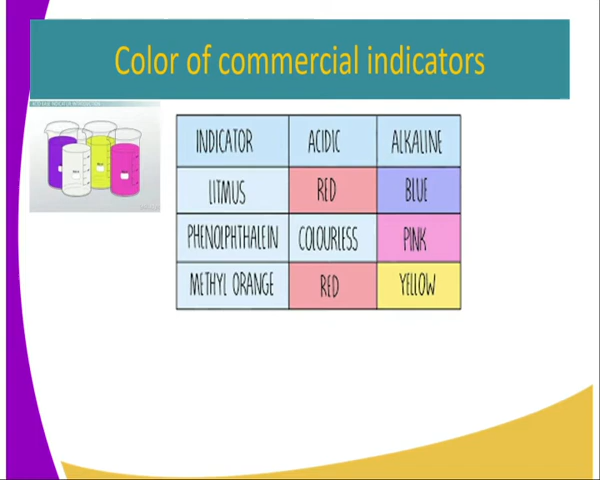 Color of commercial indicators
INDICATOR ACIDIC ALKALINE
LITMUS RED BLUE
PHENOLPHTHALEIN COLOURLESS PINK
METHYL ORANGE RED YELLOW